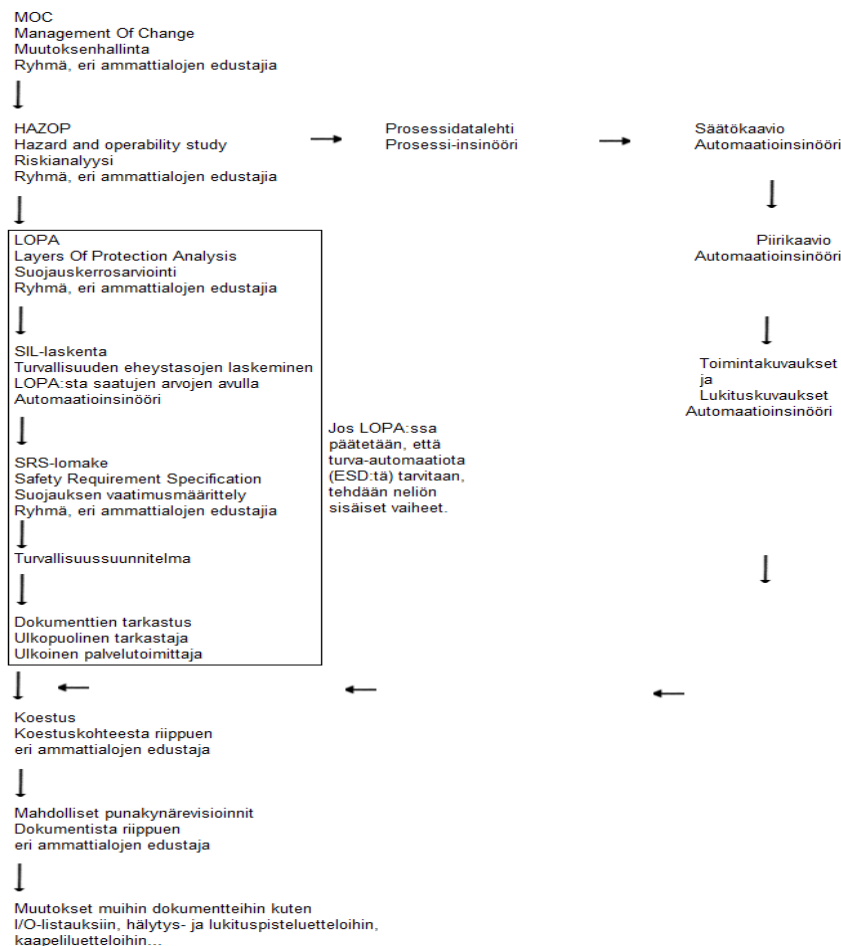 MOC
Management Of Change
Muutoksenhallinta
Ryhmä, eri ammattialojen edustajia
HAZOP
Hazard and operability study
Riskianalyysi
Ryhmä, eri ammattialojen edustajia
Prosessidatalehti
Prosessi-insinööri
Säätökaavio
Automaatioinsinööri
LOPA
Layers Of Protection Analysis
Suojauskerrosarviointi
Ryhmä, eri ammattialojen edustajia
Piirikaavio
Automaatioinsinööri
SIL-laskenta
Turvallisuuden eheystasojen laskeminen
LOPA:sta saatujen arvojen avulla
Automaatioinsinööri
Toimintakuvaukset
ja
Lukituskuvaukset
Automaatioinsinööri
Jos LOPA:ssa
päätetään, että
turva-automaatiota
(ESD:tä) tarvitaan,
tehdään neliön
sisäiset vaiheet.
SRS-lomake
Safety Requirement Specification
Suojauksen vaatimusmäärittely
Ryhmä, eri ammattialojen edustajia
Turvallisuussuunnitelma
Dokumenttien tarkastus
Ulkopuolinen tarkastaja
Ulkoinen palvelutoimittaja
Koestus
Koestuskohteesta riippuen
eri ammattialojen edustaja
Mahdolliset punakynärevisioinnit
Dokumentista riippuen
eri ammattialojen edustaja
Muutokset muihin dokumentteihin kuten
I/O-listauksiin, hälytys- ja lukituspisteluetteloihin,
kaapeliluetteloihin...